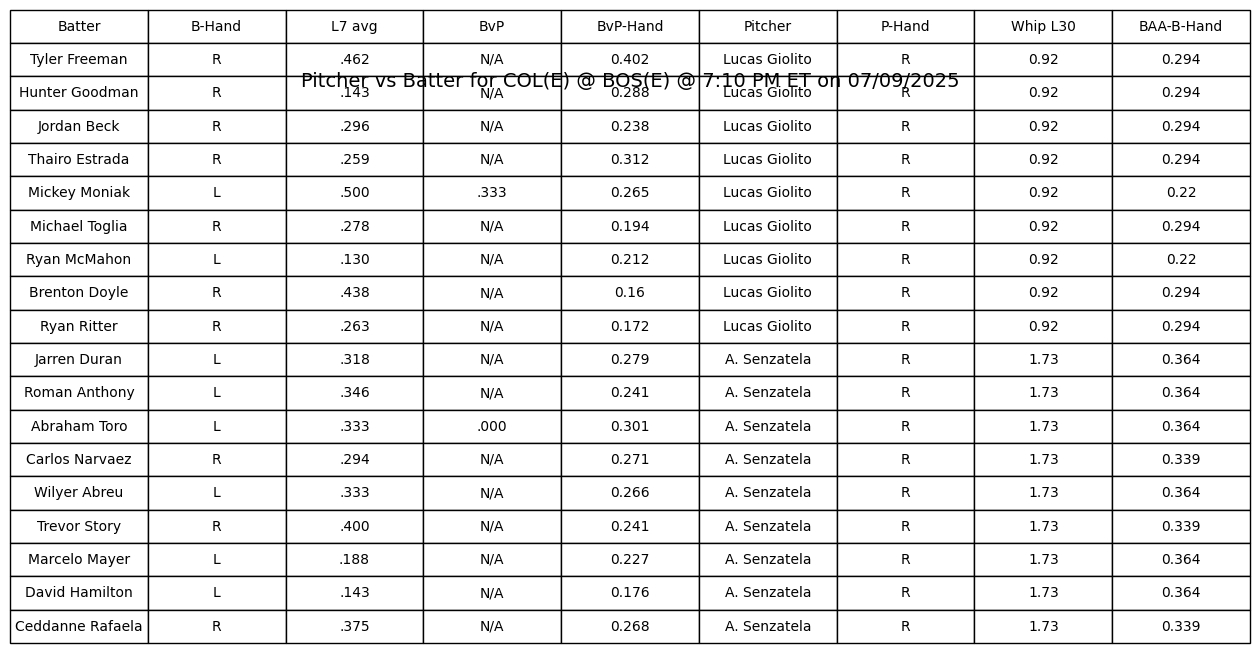 Batter B-Hand L7 avg BvP BvP-Hand Pitcher P-Hand Whip L30 BAA-B-Hand
Tyler Freeman R .462 N/A 0.402 Lucas Giolito R 0.92 0.294
Pitcher vs Batter for COL(E) @ BOS(E) @ 7:10 PM ET on 07/09/2025
Hunter Goodman R .143 N/A 0.288 Lucas Giolito R 0.92 0.294
Jordan Beck R .296 N/A 0.238 Lucas Giolito R 0.92 0.294
Thairo Estrada R .259 N/A 0.312 Lucas Giolito R 0.92 0.294
Mickey Moniak L .500 .333 0.265 Lucas Giolito R 0.92 0.22
Michael Toglia R .278 N/A 0.194 Lucas Giolito R 0.92 0.294
Ryan McMahon L .130 N/A 0.212 Lucas Giolito R 0.92 0.22
Brenton Doyle R .438 N/A 0.16 Lucas Giolito R 0.92 0.294
Ryan Ritter R .263 N/A 0.172 Lucas Giolito R 0.92 0.294
Jarren Duran L .318 N/A 0.279 A. Senzatela R 1.73 0.364
Roman Anthony L .346 N/A 0.241 A. Senzatela R 1.73 0.364
Abraham Toro L .333 .000 0.301 A. Senzatela R 1.73 0.364
Carlos Narvaez R .294 N/A 0.271 A. Senzatela R 1.73 0.339
Wilyer Abreu L .333 N/A 0.266 A. Senzatela R 1.73 0.364
Trevor Story R .400 N/A 0.241 A. Senzatela R 1.73 0.339
Marcelo Mayer L .188 N/A 0.227 A. Senzatela R 1.73 0.364
David Hamilton L .143 N/A 0.176 A. Senzatela R 1.73 0.364
Ceddanne Rafaela R .375 N/A 0.268 A. Senzatela R 1.73 0.339